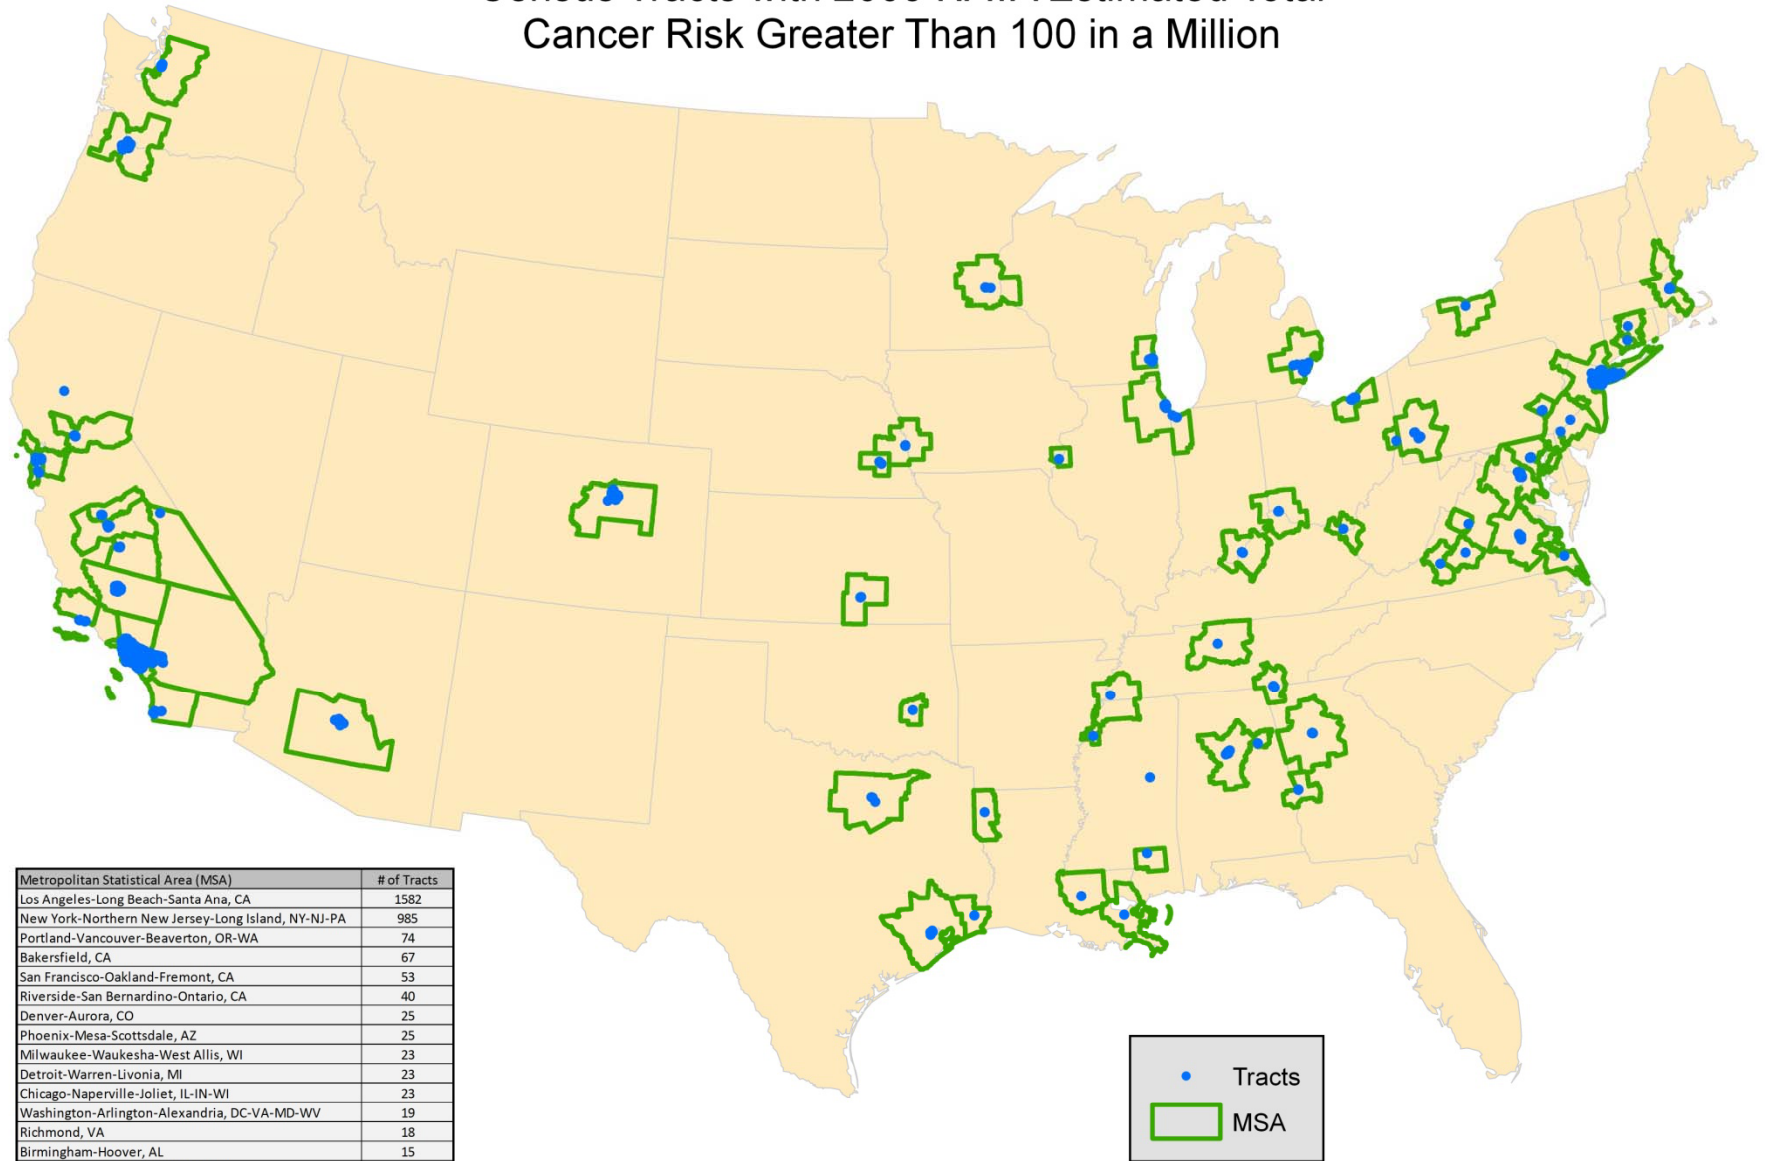 Cancer Risk Greater Than 100 in a Million
Metropolitan Statistical Area (MSA) # of Tracts
Los Angeles-Long Beach-Santa Ana, CA 1582
New York-Northern New Jersey-Long Island, NY-NJ-PA 985
Portland-Vancouver-Beaverton, OR-WA 74
Bakersfield, CA 67
San Francisco-Oakland-Fremont, CA 53
Riverside-San Bernardino-Ontario, CA 40
Denver-Aurora, CO 25
Phoenix-Mesa-Scottsdale, AZ 25
Milwaukee-Waukesha-West Allis, WI 23
Detroit-Warren-Livonia, MI 23
Chicago-Naperville-Joliet, IL-IN-WI 23
Washington-Arlington-Alexandria, DC-VA-MD-WV 19
Richmond, VA 18
Birmingham-Hoover, AL 15
Tracts
MSA